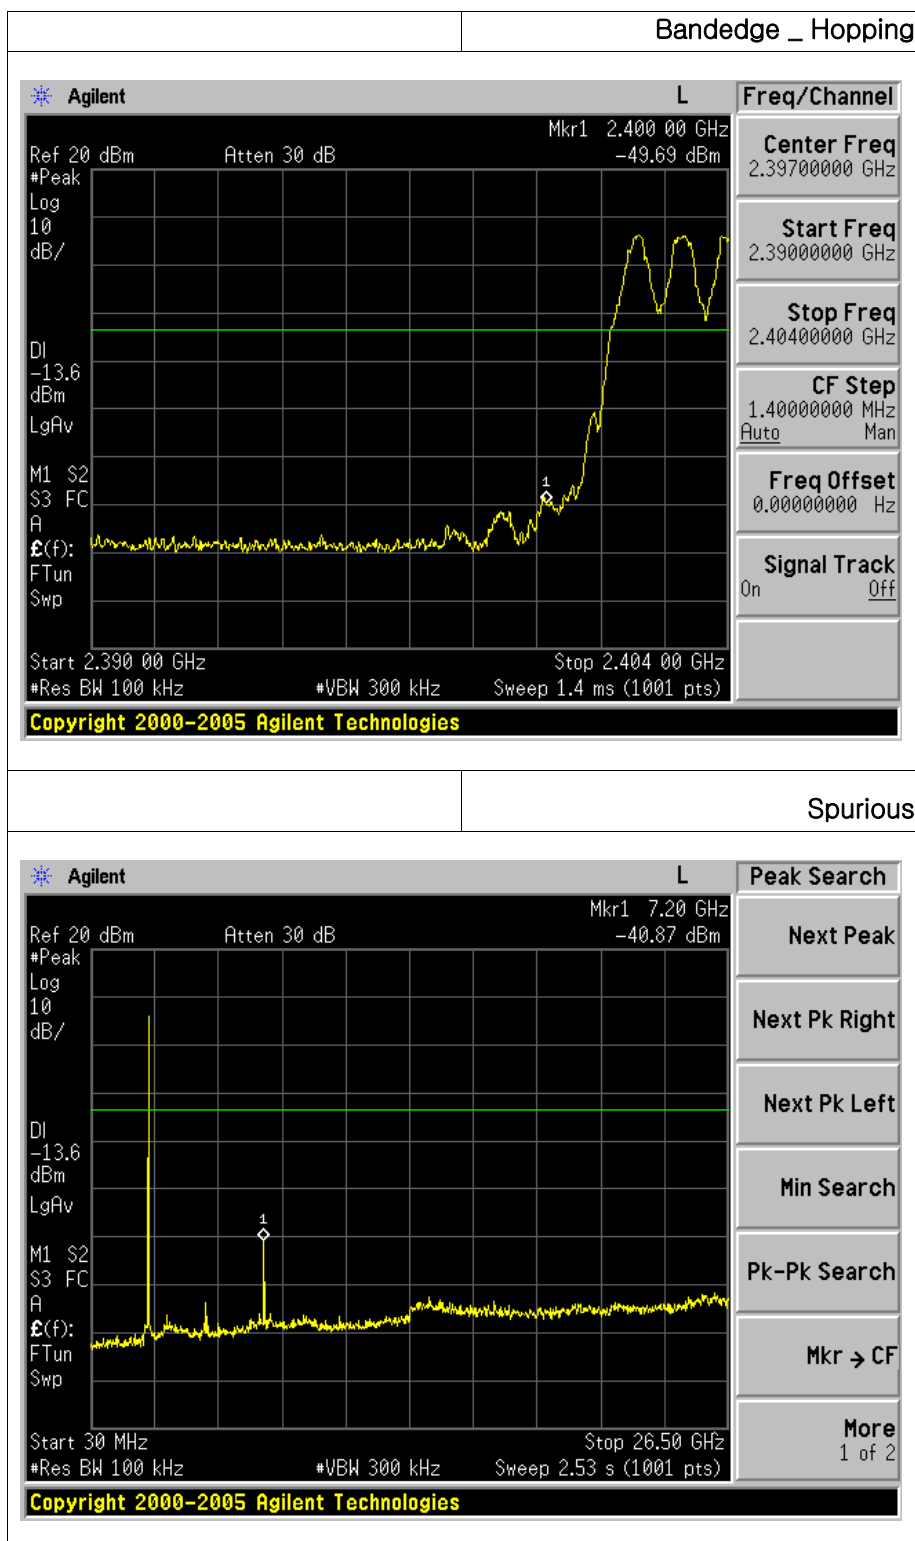 Bandedge _ Hopping
Agilent L Freq/Channel
Mkr1 2.400 00 GHz
Ref 20 dBm Atten 30 dB -49.69 dBm
#Peak
Log
10
dB/
DI
-13.6
dBm
LgAv
M1 S2
S3 FC
A
£(f):
FTun
Swp
1
Start 2.390 00 GHz Stop 2.404 00 GHz
#Res BW 100 kHz #VBW 300 kHz Sweep 1.4 ms (1001 pts)
Copyright 2000-2005 Agilent Technologies
Center Freq
2.39700000 GHz
Start Freq
2.39000000 GHz
Stop Freq
2.40400000 GHz
CF Step
1.40000000 MHz
Auto Man
Freq Offset
0.00000000 Hz
Signal Track
On Off
Spurious
Agilent L Peak Search
Mkr1 7.20 GHz
Ref 20 dBm Atten 30 dB -40.87 dBm
#Peak
Log
10
dB/
DI
-13.6
dBm
LgAv
M1 S2
S3 FC
A
£(f):
FTun
Swp
1
Start 30 MHz Stop 26.50 GHz
#Res BW 100 kHz #VBW 300 kHz Sweep 2.53 s (1001 pts)
Copyright 2000-2005 Agilent Technologies
Next Peak
Next Pk Right
Next Pk Left
Min Search
Pk-Pk Search
Mkr → CF
More
1 of 2